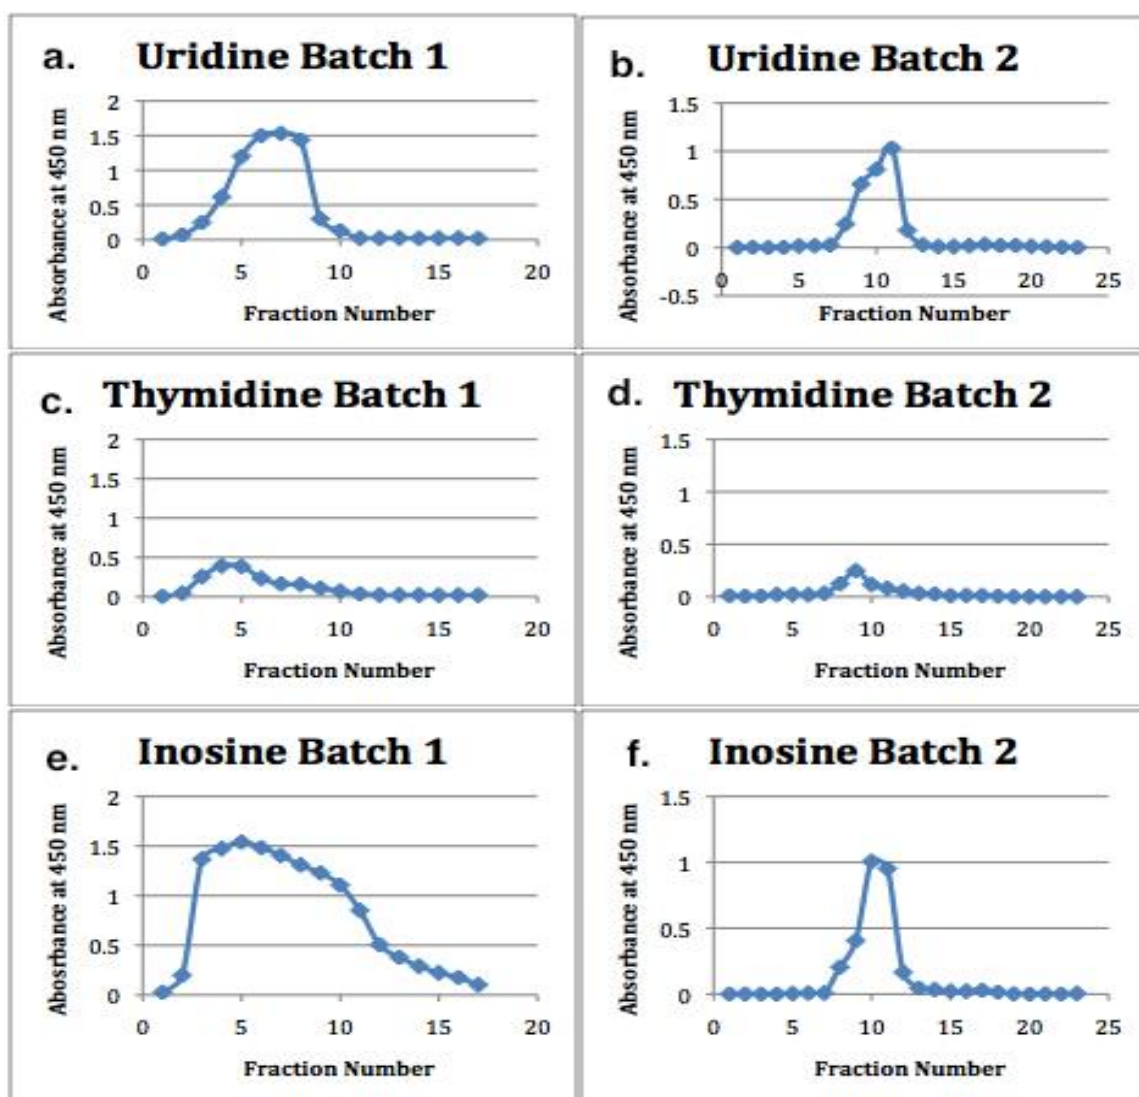 a. Uridine Batch 1
Absorbance at 450 nm
2
1.5
1
0.5
0
0 5 10 15 20
Fraction Number
b. Uridine Batch 2
Absorbance at 450 nm
1.5
1
0.5
0
-0.5
0 5 10 15 20 25
Fraction Number
c. Thymidine Batch 1
Absorbance at 450 nm
2
1.5
1
0.5
0
0 5 10 15 20
Fraction Number
d. Thymidine Batch 2
Absorbance at 450 nm
1.5
1
0.5
0
0 5 10 15 20 25
Fraction Number
e. Inosine Batch 1
Abosrbance at 450 nm
2
1.5
1
0.5
0
0 5 10 15 20
Fraction Number
f. Inosine Batch 2
Absorbance at 450 nm
1.5
1
0.5
0
0 5 10 15 20 25
Fraction Number